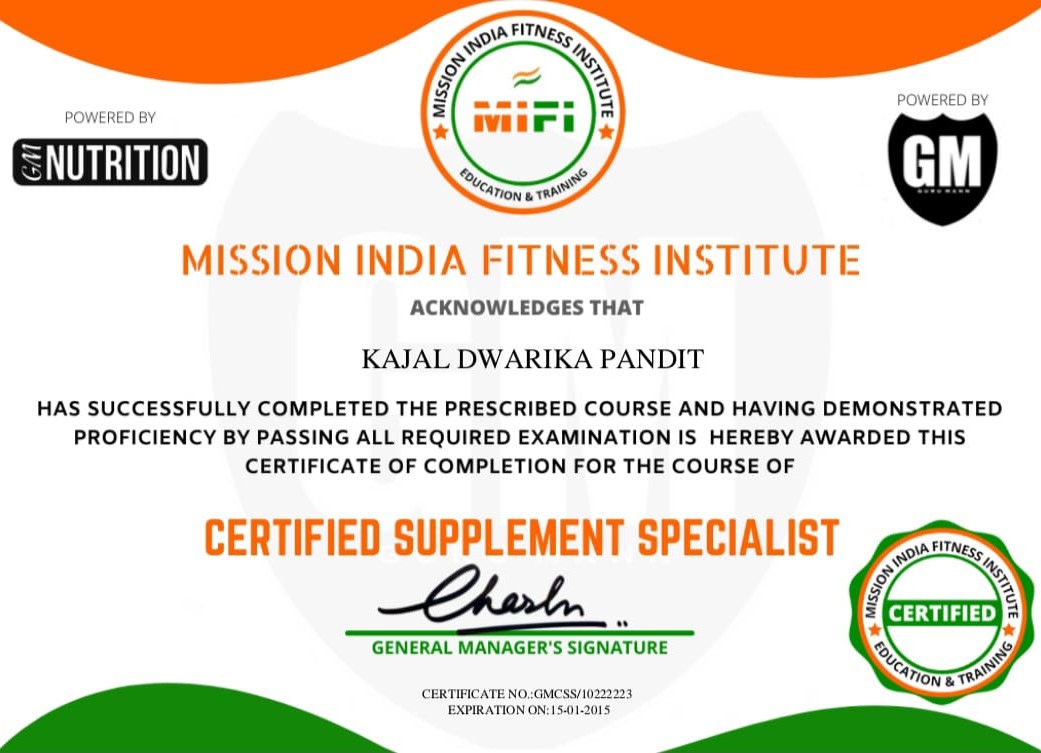 MISSION INDIA FITNESS INSTITUTE
MIFI
EDUCATION & TRAINING
POWERED BY
GM NUTRITION
POWERED BY
GM
GURU MANN
MISSION INDIA FITNESS INSTITUTE
ACKNOWLEDGES THAT
KAJAL DWARIKA PANDIT
HAS SUCCESSFULLY COMPLETED THE PRESCRIBED COURSE AND HAVING DEMONSTRATED
PROFICIENCY BY PASSING ALL REQUIRED EXAMINATION IS HEREBY AWARDED THIS
CERTIFICATE OF COMPLETION FOR THE COURSE OF
CERTIFIED SUPPLEMENT SPECIALIST
GENERAL MANAGER'S SIGNATURE
MISSION INDIA FITNESS INSTITUTE
CERTIFIED
EDUCATION & TRAINING
CERTIFICATE NO.:GMCSS/10222223
EXPIRATION ON:15-01-2015